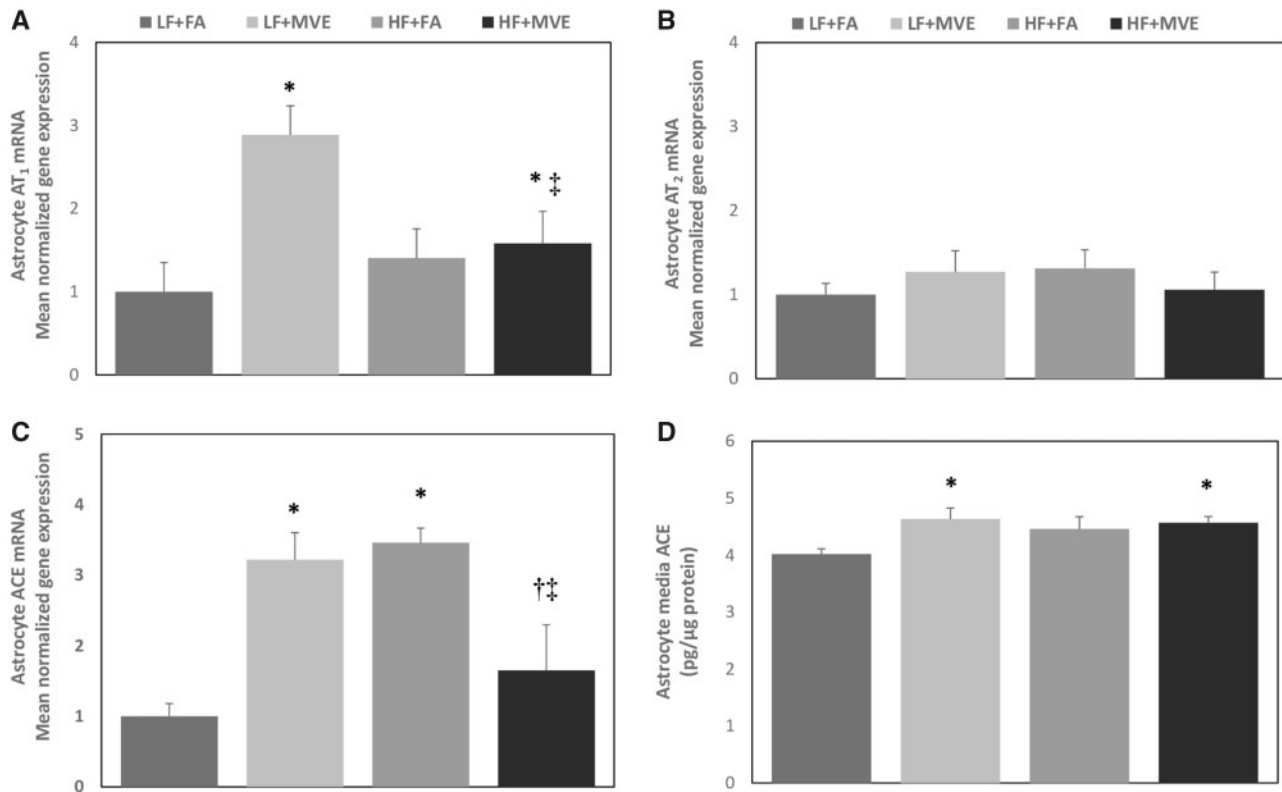 A
LF+FA LF+MVE HF+FA HF+MVE
Astrocyte AT₁ mRNA
Mean normalized gene expression
4
3
2
1
0
*
* ‡
B
LF+FA LF+MVE HF+FA HF+MVE
Astrocyte AT₂ mRNA
Mean normalized gene expression
4
3
2
1
0
C
Astrocyte ACE mRNA
Mean normalized gene expression
5
4
3
2
1
0
*
*
†‡
D
Astrocyte media ACE
(pg/µg protein)
6
5
4
3
2
1
0
*
*